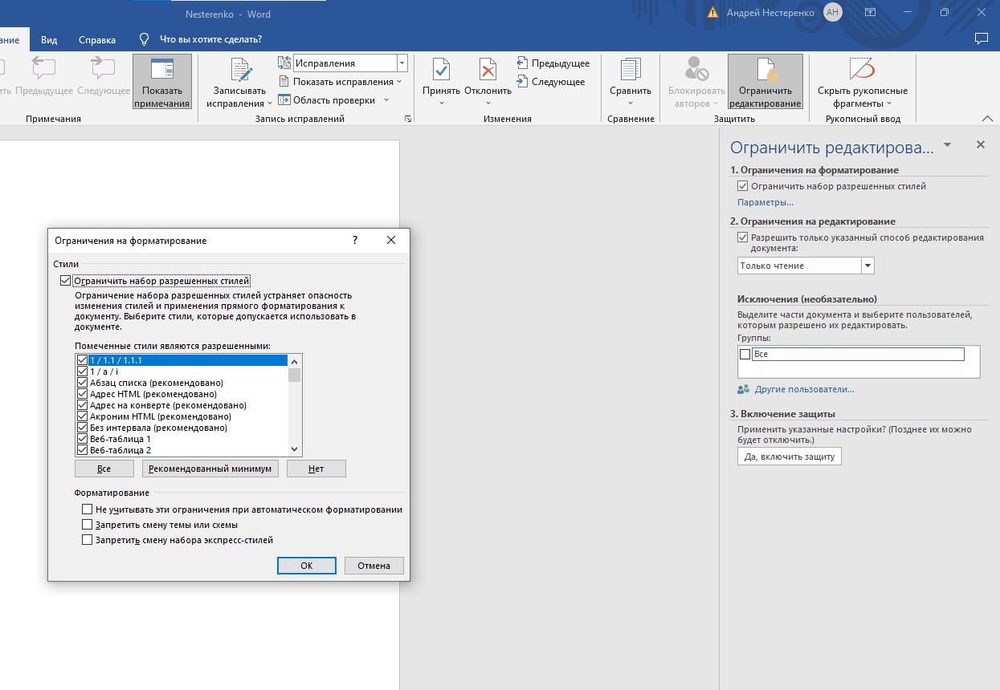 Nesterenko - Word
Андрей Нестеренко
АН
ание
Вид
Справка
Что вы хотите сделать?
ть
Предыдущее
Следующее
Показать
примечания
Примечания
Записывать
исправления
Исправления
Показать исправления
Область проверки
Запись исправлений
Принять
Отклонить
Предыдущее
Следующее
Изменения
Сравнить
Сравнение
Блокировать
авторов
Ограничить
редактирование
Защитить
Скрыть рукописные
фрагменты
Рукописный ввод
Ограничения на форматирование
?
Стили
Ограничить набор разрешенных стилей
Ограничение набора разрешенных стилей устраняет опасность
изменения стилей и применения прямого форматирования к
документу. Выберите стили, которые допускается использовать в
документе.
Помеченные стили являются разрешенными:
1 / 1.1 / 1.1.1
1 / a / i
Абзац списка (рекомендовано)
Адрес HTML (рекомендовано)
Адрес на конверте (рекомендовано)
Акроним HTML (рекомендовано)
Без интервала (рекомендовано)
Веб-таблица 1
Веб-таблица 2
Все
Рекомендованный минимум
Нет
Форматирование
Не учитывать эти ограничения при автоматическом форматировании
Запретить смену темы или схемы
Запретить смену набора экспресс-стилей
ОК
Отмена
Ограничить редактирова...
1. Ограничения на форматирование
Ограничить набор разрешенных стилей
Параметры...
2. Ограничения на редактирование
Разрешить только указанный способ редактирования
документа:
Только чтение
Исключения (необязательно)
Выделите части документа и выберите пользователей,
которым разрешено их редактировать.
Группы:
Все
Другие пользователи...
3. Включение защиты
Применить указанные настройки? (Позднее их можно
будет отключить.)
Да, включить защиту